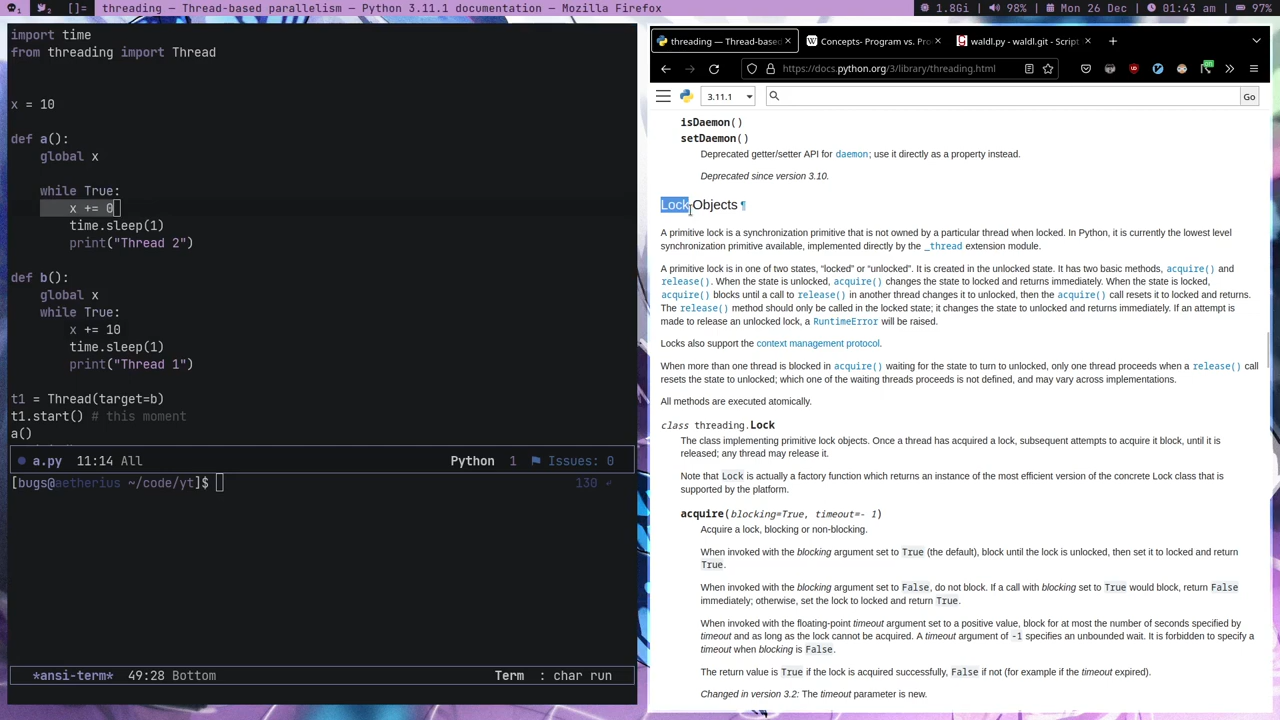 1 2 []= threading — Thread-based parallelism — Python 3.11.1 documentation — Mozilla Firefox 98% 1.08c 21% 21% Dec 31 97%
import time
from threading import Thread
x = 10
def a():
global x
while True:
x += 0
time.sleep(1)
print("Thread 2")
def b():
global x
while True:
x += 10
time.sleep(1)
print("Thread 1")
t1 = Thread(target=b)
t1.start() # this moment
a()
a.py 11:14 All Python 1 Issues: 0
[bugs@aetherius ~/code/yt]$ 130 ↵
*ansi-term* 49:28 Bottom Term : char run
threading — Thread-based Concepts- Program vs. Pro waldl.py - waldl.git - Script
https://docs.python.org/3/library/threading.html
3.11.1 Go
isDaemon()
setDaemon()
Deprecated getter/setter API for daemon; use it directly as a property instead.
Deprecated since version 3.10.
Lock Objects ¶
A primitive lock is a synchronization primitive that is not owned by a particular thread when locked. In Python, it is currently the lowest level
synchronization primitive available, implemented directly by the _thread extension module.
A primitive lock is in one of two states, “locked” or “unlocked”. It is created in the unlocked state. It has two basic methods, acquire() and
release(). When the state is unlocked, acquire() changes the state to locked and returns immediately. When the state is locked,
acquire() blocks until a call to release() in another thread changes it to unlocked, then the acquire() call resets it to locked and returns.
The release() method should only be called in the locked state; it changes the state to unlocked and returns immediately. If an attempt is
made to release an unlocked lock, a RuntimeError will be raised.
Locks also support the context management protocol.
When more than one thread is blocked in acquire() waiting for the state to turn to unlocked, only one thread proceeds when a release() call
resets the state to unlocked; which one of the waiting threads proceeds is not defined, and may vary across implementations.
All methods are executed atomically.
class threading.Lock
The class implementing primitive lock objects. Once a thread has acquired a lock, subsequent attempts to acquire it block, until it is
released; any thread may release it.
Note that Lock is actually a factory function which returns an instance of the most efficient version of the concrete Lock class that is
supported by the platform.
acquire(blocking=True, timeout=- 1)
Acquire a lock, blocking or non-blocking.
When invoked with the blocking argument set to True (the default), block until the lock is unlocked, then set it to locked and return
True.
When invoked with the blocking argument set to False, do not block. If a call with blocking set to True would block, return False
immediately; otherwise, set the lock to locked and return True.
When invoked with the floating-point timeout argument set to a positive value, block for at most the number of seconds specified by
timeout and as long as the lock cannot be acquired. A timeout argument of -1 specifies an unbounded wait. It is forbidden to specify a
timeout when blocking is False.
The return value is True if the lock is acquired successfully, False if not (for example if the timeout expired).
Changed in version 3.2: The timeout parameter is new.